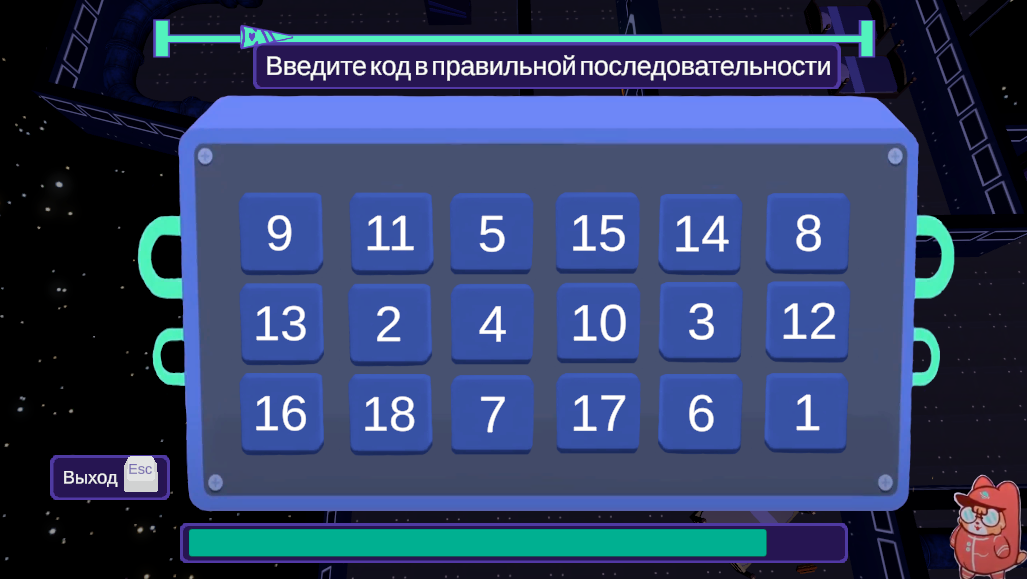 Введите код в правильной последовательности
9 11 5 15 14 8
13 2 4 10 3 12
16 18 7 17 6 1
Выход Esc